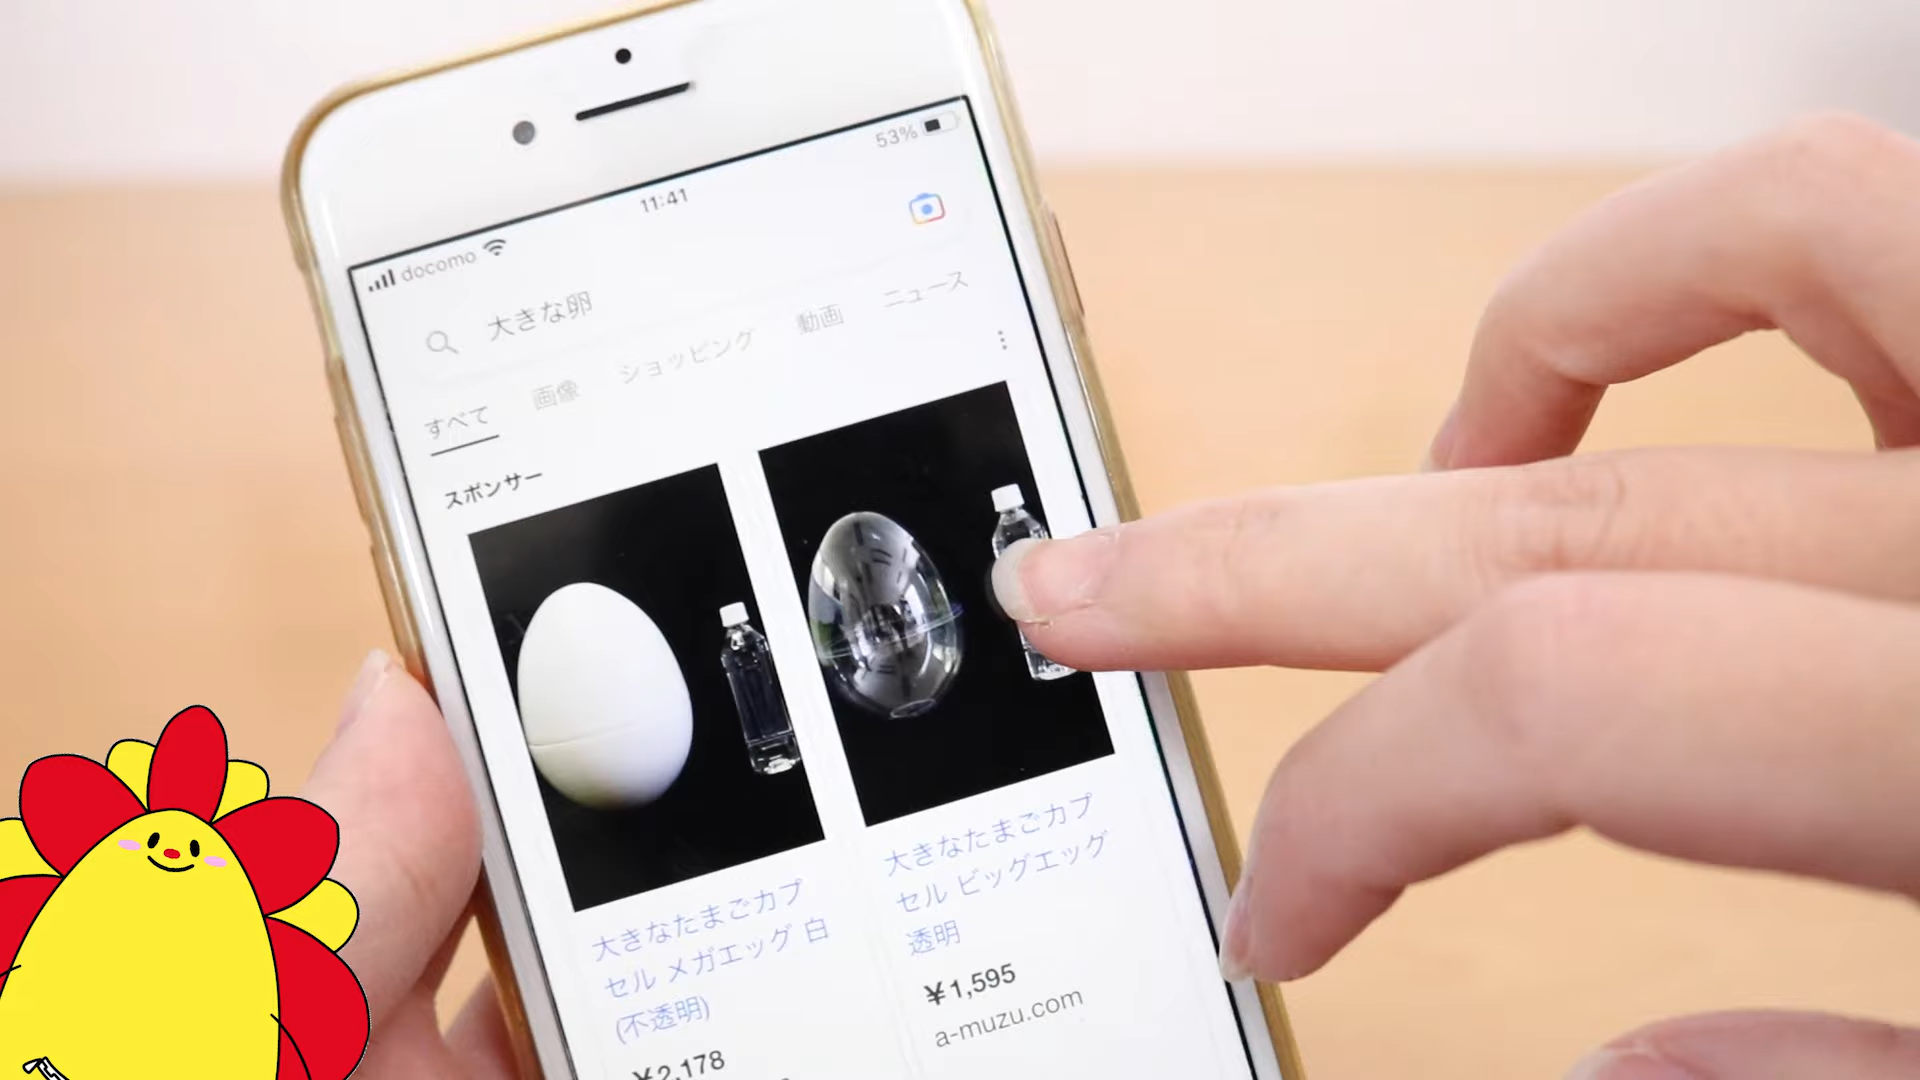 docomo
11:41
53%
大きな卵
すべて
画像
ショッピング
動画
ニュース
スポンサー
大きなたまごカプ
セル メガエッグ 白
(不透明)
¥2,178
大きなたまごカプ
セル ビッグエッグ
透明
¥1,595
a-muzu.com